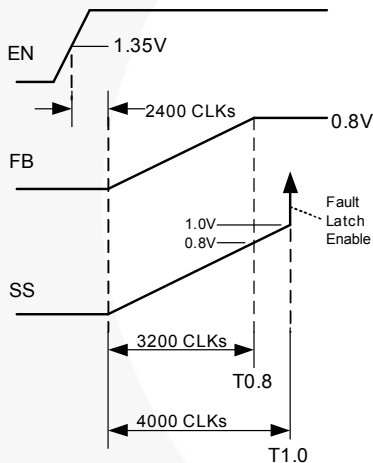 EN
1.35V
2400 CLKs
0.8V
FB
Fault
Latch
Enable
1.0V
0.8V
SS
3200 CLKs
T0.8
4000 CLKs
T1.0